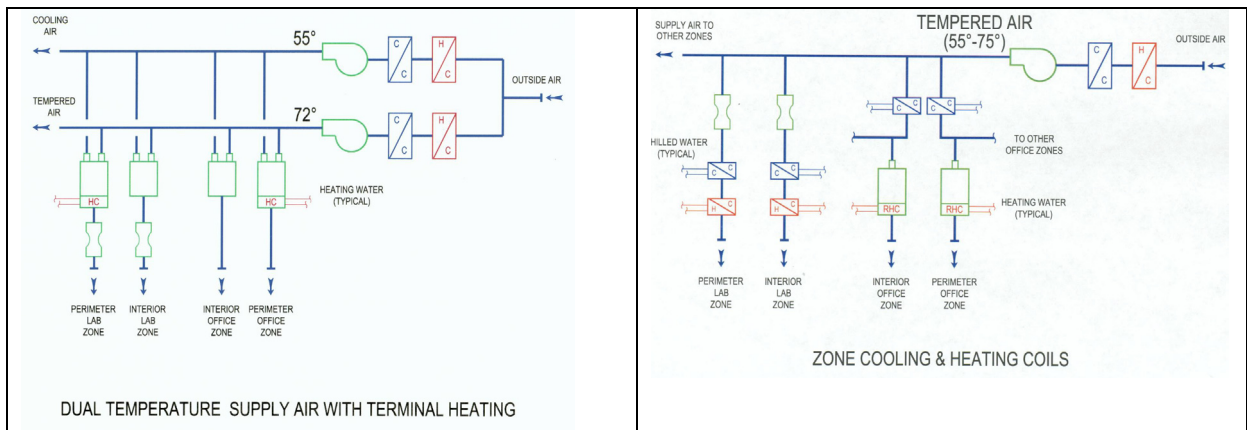 COOLING
AIR
55°
C
C
H
C
OUTSIDE AIR
TEMPERED
AIR
72°
C
C
H
C
HC
HC
HEATING WATER
(TYPICAL)
PERIMETER
LAB
ZONE
INTERIOR
LAB
ZONE
INTERIOR
OFFICE
ZONE
PERIMETER
OFFICE
ZONE
DUAL TEMPERATURE SUPPLY AIR WITH TERMINAL HEATING
SUPPLY AIR TO
OTHER ZONES
TEMPERED AIR
(55°-75°)
OUTSIDE AIR
C
C
H
C
C
C
C
C
HILLED WATER
(TYPICAL)
TO OTHER
OFFICE ZONES
C
C
C
C
C
H
C
H
RHC
RHC
HEATING WATER
(TYPICAL)
PERIMETER
LAB
ZONE
INTERIOR
LAB
ZONE
INTERIOR
OFFICE
ZONE
PERIMETER
OFFICE
ZONE
ZONE COOLING & HEATING COILS